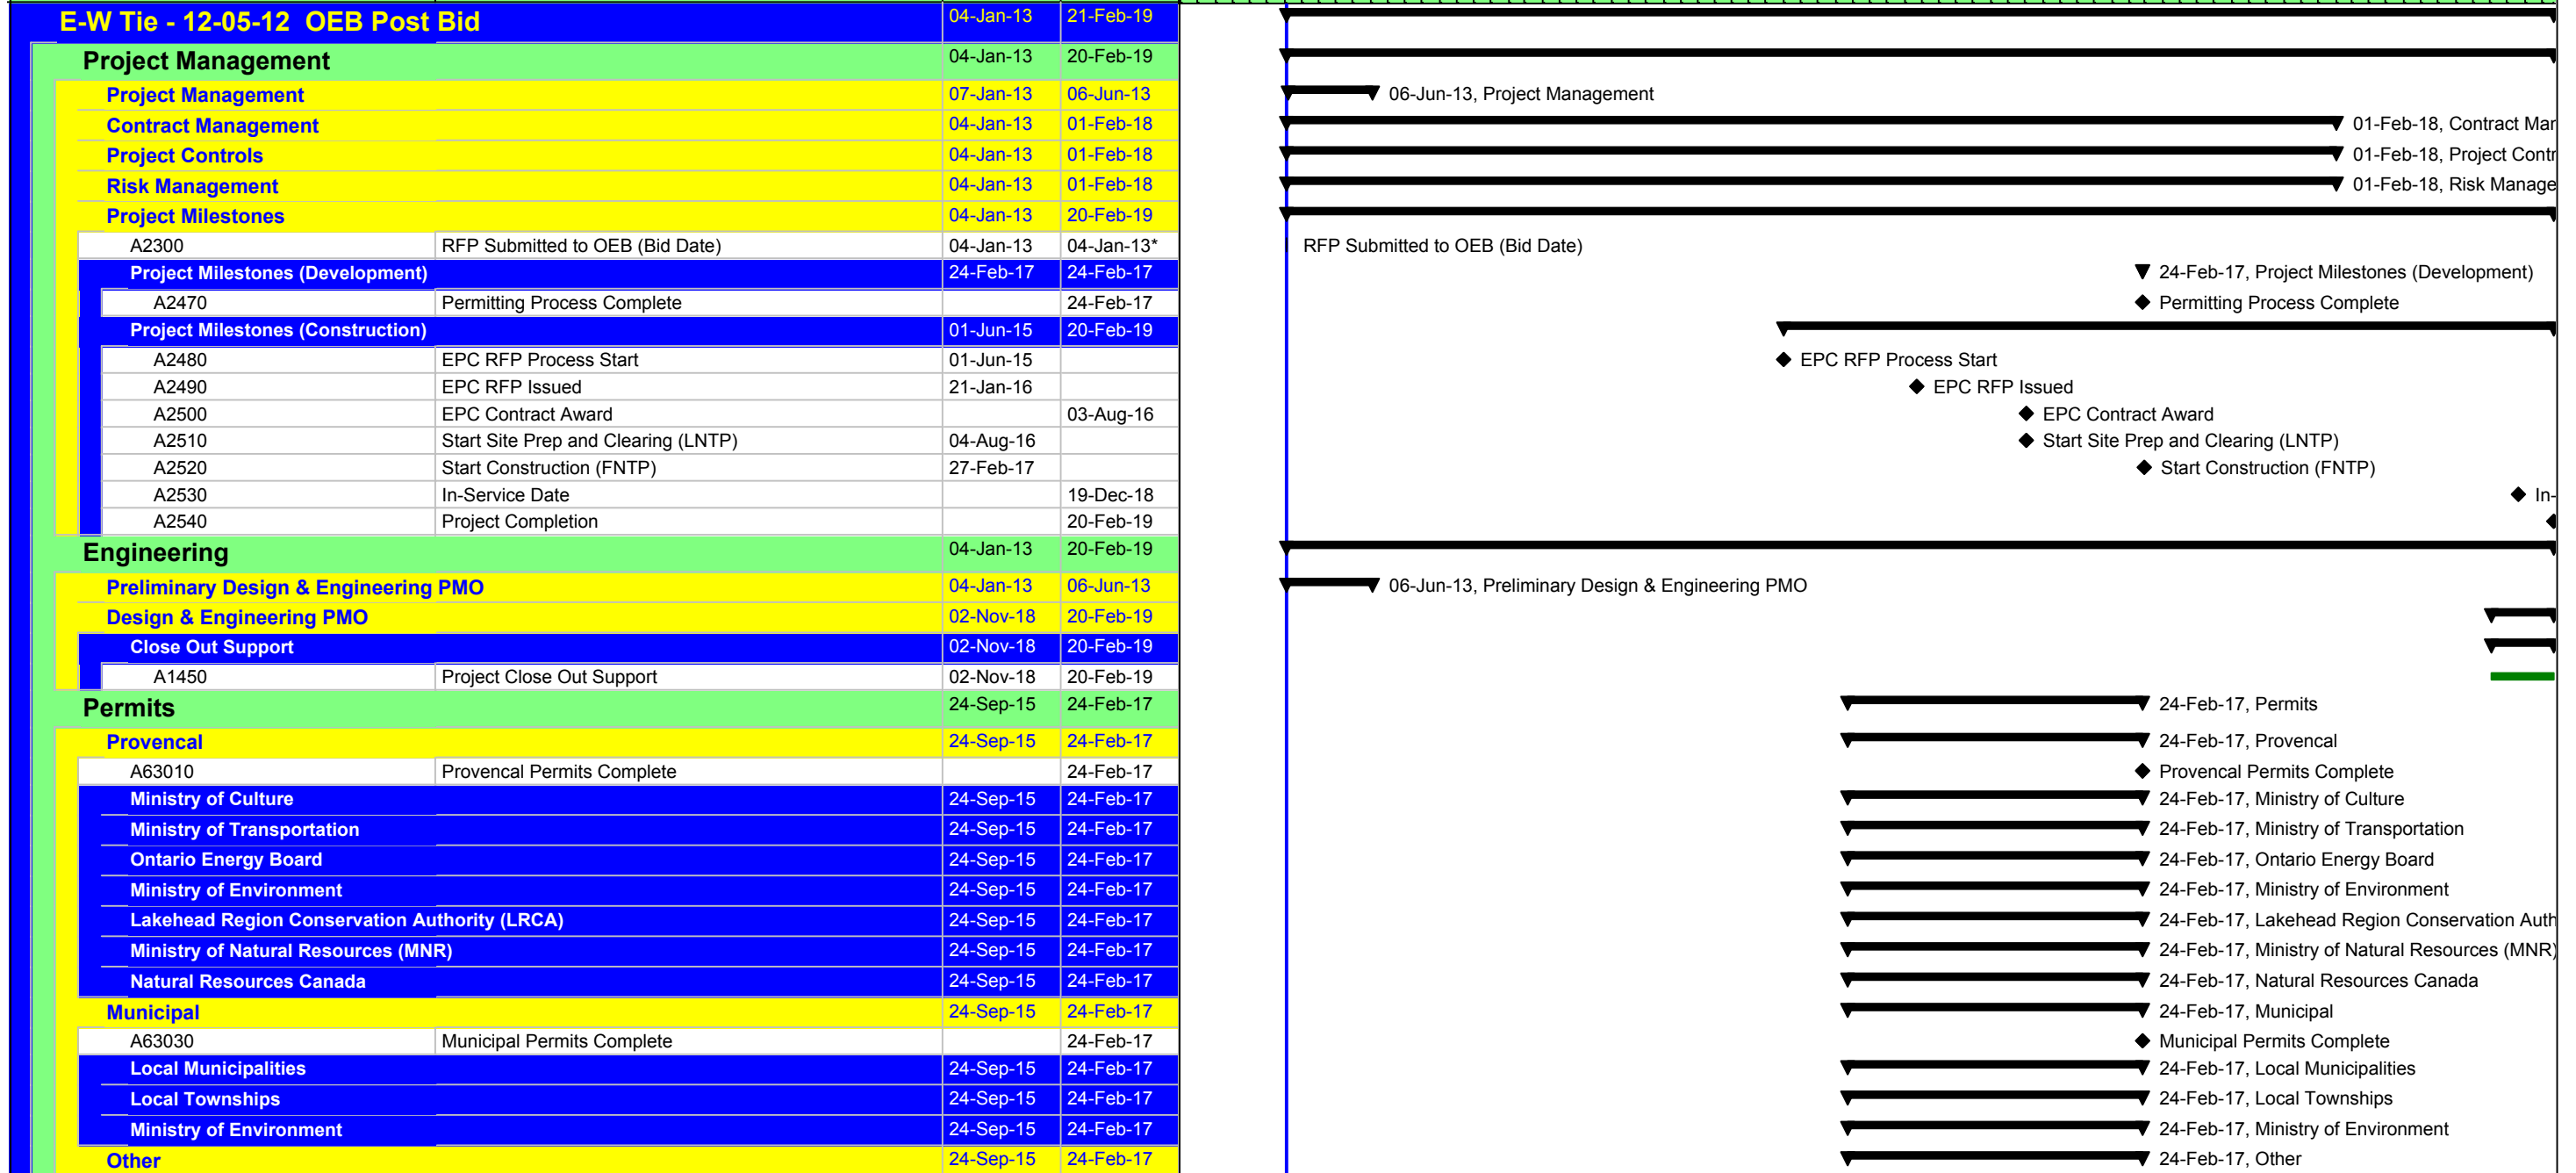 E-W Tie - 12-05-12 OEB Post Bid 04-Jan-13 21-Feb-19
Project Management 04-Jan-13 20-Feb-19
Project Management 07-Jan-13 06-Jun-13 06-Jun-13, Project Management
Contract Management 04-Jan-13 01-Feb-18 01-Feb-18, Contract Mar
Project Controls 04-Jan-13 01-Feb-18 01-Feb-18, Project Contr
Risk Management 04-Jan-13 01-Feb-18 01-Feb-18, Risk Manage
Project Milestones 04-Jan-13 20-Feb-19
A2300 RFP Submitted to OEB (Bid Date) 04-Jan-13 04-Jan-13* RFP Submitted to OEB (Bid Date)
Project Milestones (Development) 24-Feb-17 24-Feb-17 24-Feb-17, Project Milestones (Development)
A2470 Permitting Process Complete 24-Feb-17 Permitting Process Complete
Project Milestones (Construction) 01-Jun-15 20-Feb-19
A2480 EPC RFP Process Start 01-Jun-15 EPC RFP Process Start
A2490 EPC RFP Issued 21-Jan-16 EPC RFP Issued
A2500 EPC Contract Award 03-Aug-16 EPC Contract Award
A2510 Start Site Prep and Clearing (LNTP) 04-Aug-16 Start Site Prep and Clearing (LNTP)
A2520 Start Construction (FNTP) 27-Feb-17 Start Construction (FNTP)
A2530 In-Service Date 19-Dec-18 In-
A2540 Project Completion 20-Feb-19
Engineering 04-Jan-13 20-Feb-19
Preliminary Design & Engineering PMO 04-Jan-13 06-Jun-13 06-Jun-13, Preliminary Design & Engineering PMO
Design & Engineering PMO 02-Nov-18 20-Feb-19
Close Out Support 02-Nov-18 20-Feb-19
A1450 Project Close Out Support 02-Nov-18 20-Feb-19
Permits 24-Sep-15 24-Feb-17 24-Feb-17, Permits
Provencal 24-Sep-15 24-Feb-17 24-Feb-17, Provencal
A63010 Provencal Permits Complete 24-Feb-17 Provencal Permits Complete
Ministry of Culture 24-Sep-15 24-Feb-17 24-Feb-17, Ministry of Culture
Ministry of Transportation 24-Sep-15 24-Feb-17 24-Feb-17, Ministry of Transportation
Ontario Energy Board 24-Sep-15 24-Feb-17 24-Feb-17, Ontario Energy Board
Ministry of Environment 24-Sep-15 24-Feb-17 24-Feb-17, Ministry of Environment
Lakehead Region Conservation Authority (LRCA) 24-Sep-15 24-Feb-17 24-Feb-17, Lakehead Region Conservation Auth
Ministry of Natural Resources (MNR) 24-Sep-15 24-Feb-17 24-Feb-17, Ministry of Natural Resources (MNR)
Natural Resources Canada 24-Sep-15 24-Feb-17 24-Feb-17, Natural Resources Canada
Municipal 24-Sep-15 24-Feb-17 24-Feb-17, Municipal
A63030 Municipal Permits Complete 24-Feb-17 Municipal Permits Complete
Local Municipalities 24-Sep-15 24-Feb-17 24-Feb-17, Local Municipalities
Local Townships 24-Sep-15 24-Feb-17 24-Feb-17, Local Townships
Ministry of Environment 24-Sep-15 24-Feb-17 24-Feb-17, Ministry of Environment
Other 24-Sep-15 24-Feb-17 24-Feb-17, Other